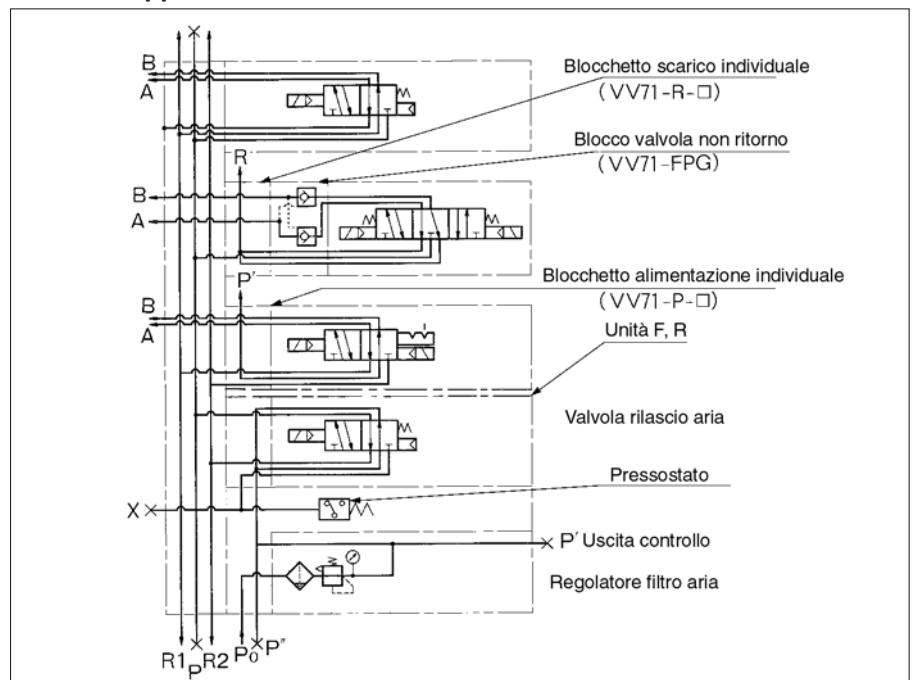 B
A
Blocchetto scarico individuale
(VV71-R-□)
R
Blocco valvola non ritorno
(VV71-FPG)
B
A
P'
Blocchetto alimentazione individuale
(VV71-P-□)
B
A
Unità F, R
Valvola rilascio aria
Pressostato
X
P' Uscita controllo
Regolatore filtro aria
R1 P R2 P0 P"